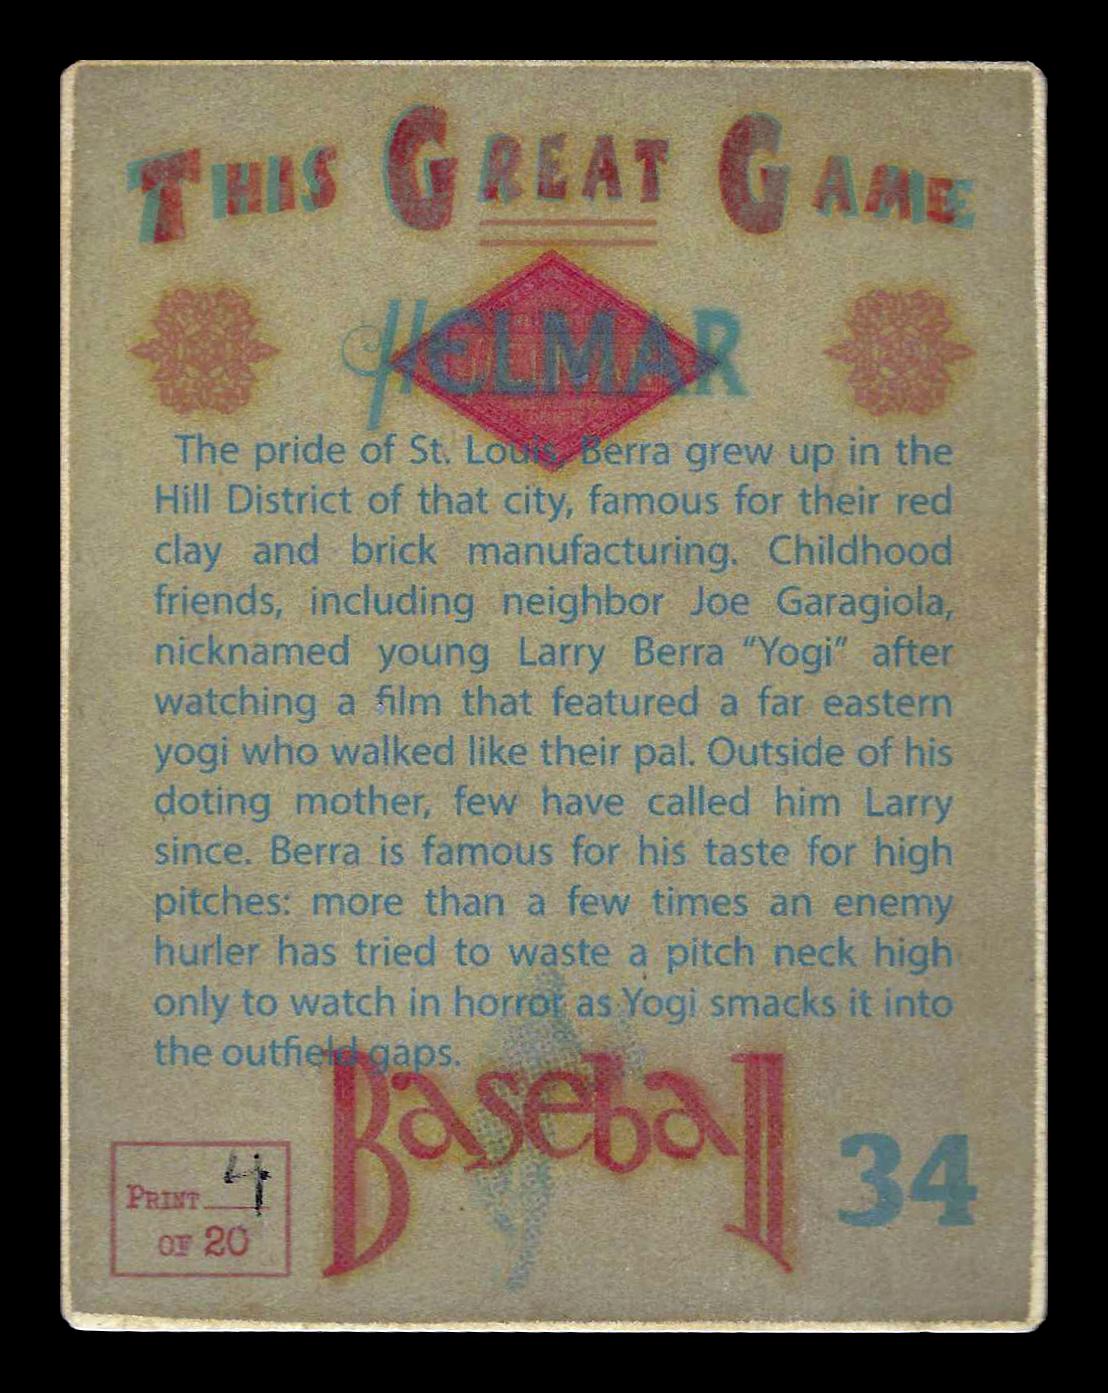 THIS GREAT GAME
HELMAR
The pride of St. Louis, Berra grew up in the
Hill District of that city, famous for their red
clay and brick manufacturing. Childhood
friends, including neighbor Joe Garagiola,
nicknamed young Larry Berra “Yogi” after
watching a film that featured a far eastern
yogi who walked like their pal. Outside of his
doting mother, few have called him Larry
since. Berra is famous for his taste for high
pitches: more than a few times an enemy
hurler has tried to waste a pitch neck high
only to watch in horror as Yogi smacks it into
the outfield gaps.
Baseball
PRINT 4
OF 20
34